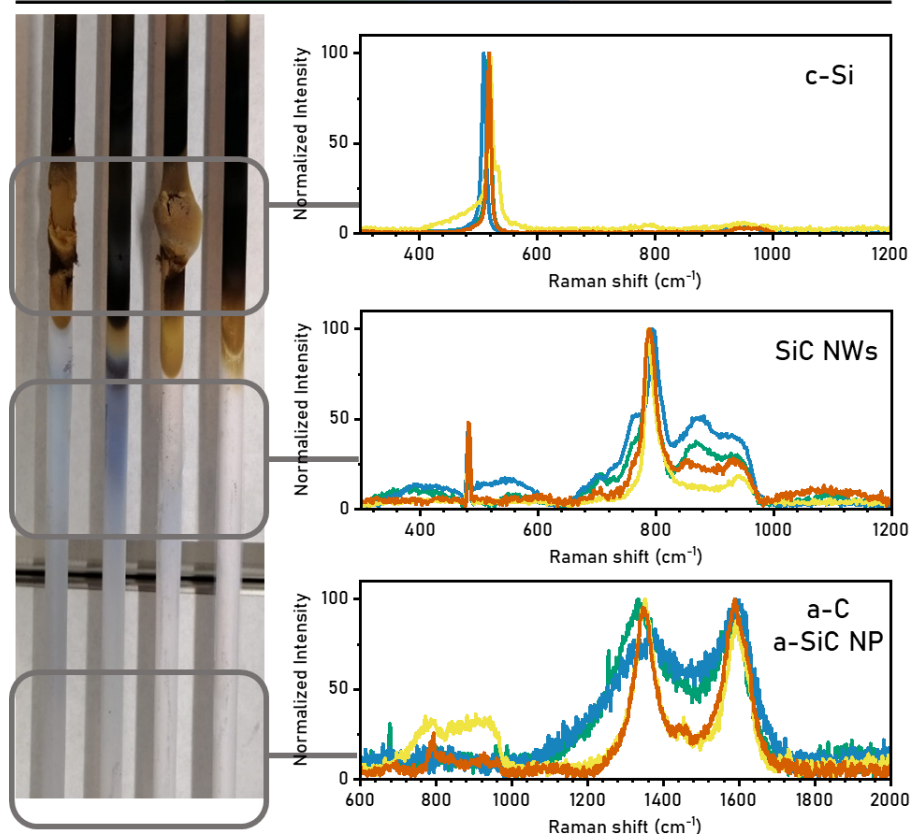 Normalized Intensity
100
50
0
c-Si
400
600
800
1000
1200
Raman shift (cm⁻¹)
Normalized Intensity
100
50
0
SiC NWs
400
600
800
1000
1200
Raman shift (cm⁻¹)
Normalized Intensity
100
50
0
a-C
a-SiC NP
600
800
1000
1200
1400
1600
1800
2000
Raman shift (cm⁻¹)